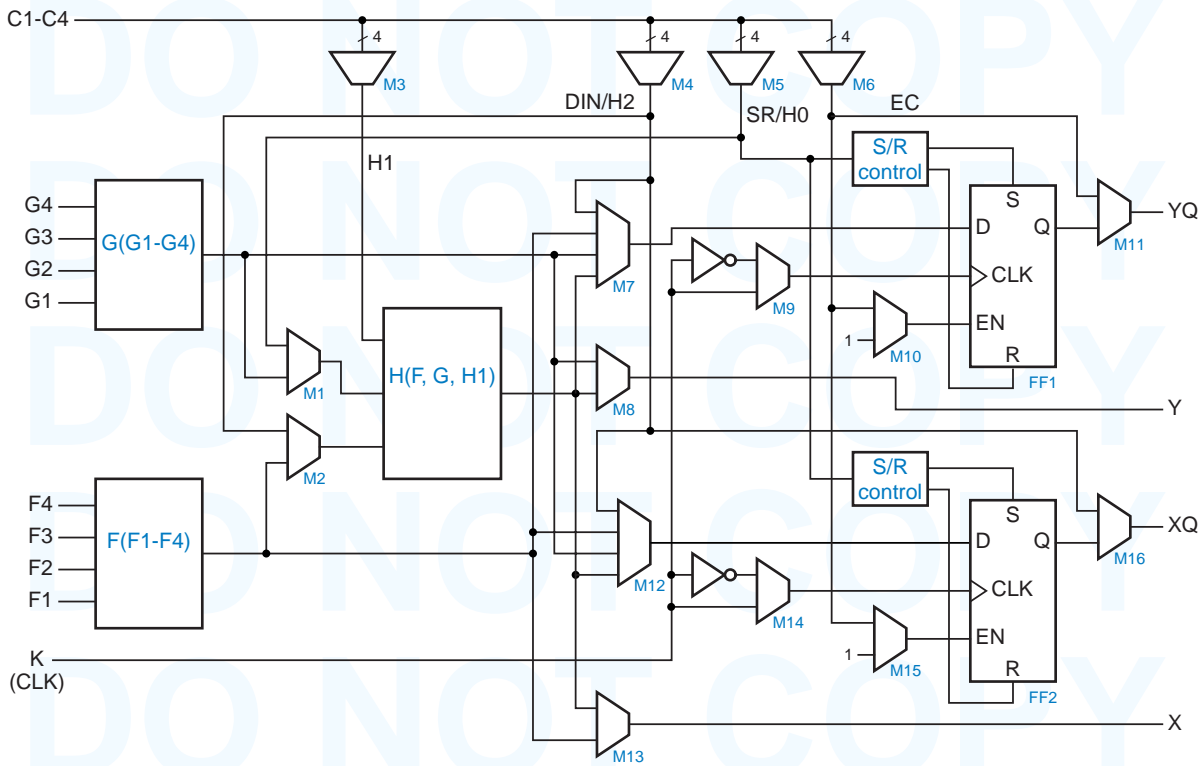 DO NOT COPY
C1-C4
4
4
4
4
M3
M4
M5
M6
DIN/H2
SR/H0
EC
H1
S/R
control
G4
G3
G2
G1
G(G1-G4)
S
D
Q
CLK
EN
R
FF1
M11
YQ
M7
M9
1
M10
DO NOT COPY
M1
H(F, G, H1)
M8
Y
M2
DO NOT COPY
F4
F3
F2
F1
F(F1-F4)
S/R
control
S
D
Q
CLK
EN
R
FF2
M16
XQ
M12
M14
1
M15
DO NOT COPY
K
(CLK)
M13
X
DO NOT COPY